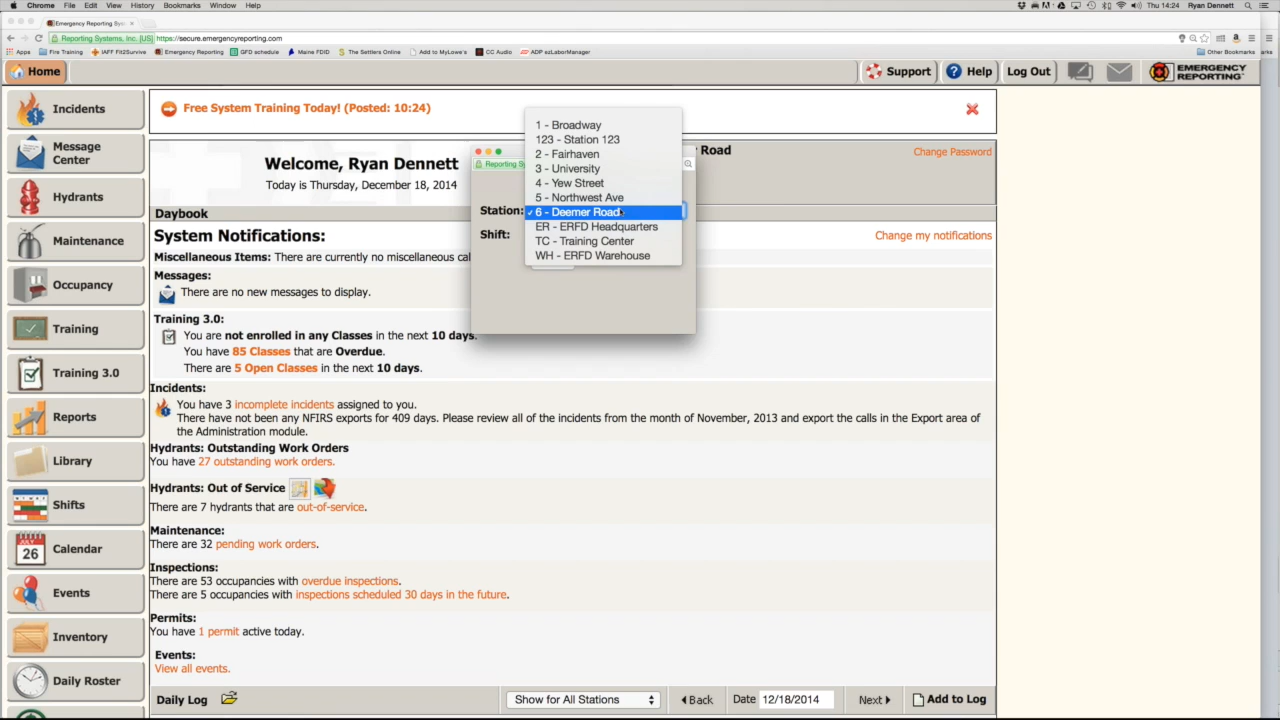 Chrome File Edit View History Bookmarks Window Help
Thu 14:24 Ryan Dennett
Emergency Reporting Sys
Reporting Systems, Inc. [US] https://secure.emergencyreporting.com
Apps Fire Training IAFF Fit2Survive Emergency Reporting GFD schedule Maine FDID The Settlers Online Add to MyLowe's CC Audio ADP ezLaborManager Other Bookmarks
Home
Support Help Log Out EMERGENCY
REPORTING
Free System Training Today! (Posted: 10:24)
Welcome, Ryan Dennett
Today is Thursday, December 18, 2014
Road
Change Password
Reporting Sy
Station:
Shift:
1 - Broadway
123 - Station 123
2 - Fairhaven
3 - University
4 - Yew Street
5 - Northwest Ave
✓ 6 - Deemer Road
ER - ERFD Headquarters
TC - Training Center
WH - ERFD Warehouse
Incidents
Message
Center
Hydrants
Maintenance
Occupancy
Training
Training 3.0
Reports
Library
Shifts
JULY
26
Calendar
Events
Inventory
Daily Roster
Daybook
System Notifications:
Change my notifications
Miscellaneous Items: There are currently no miscellaneous cal
Messages:
There are no new messages to display.
Training 3.0:
You are not enrolled in any Classes in the next 10 days.
You have 85 Classes that are Overdue.
There are 5 Open Classes in the next 10 days.
Incidents:
You have 3 incomplete incidents assigned to you.
There have not been any NFIRS exports for 409 days. Please review all of the incidents from the month of November, 2013 and export the calls in the Export area of
the Administration module.
Hydrants: Outstanding Work Orders
You have 27 outstanding work orders.
Hydrants: Out of Service
There are 7 hydrants that are out-of-service.
Maintenance:
There are 32 pending work orders.
Inspections:
There are 53 occupancies with overdue inspections.
There are 5 occupancies with inspections scheduled 30 days in the future.
Permits:
You have 1 permit active today.
Events:
View all events.
Daily Log
Show for All Stations
Back
Date 12/18/2014
Next
Add to Log